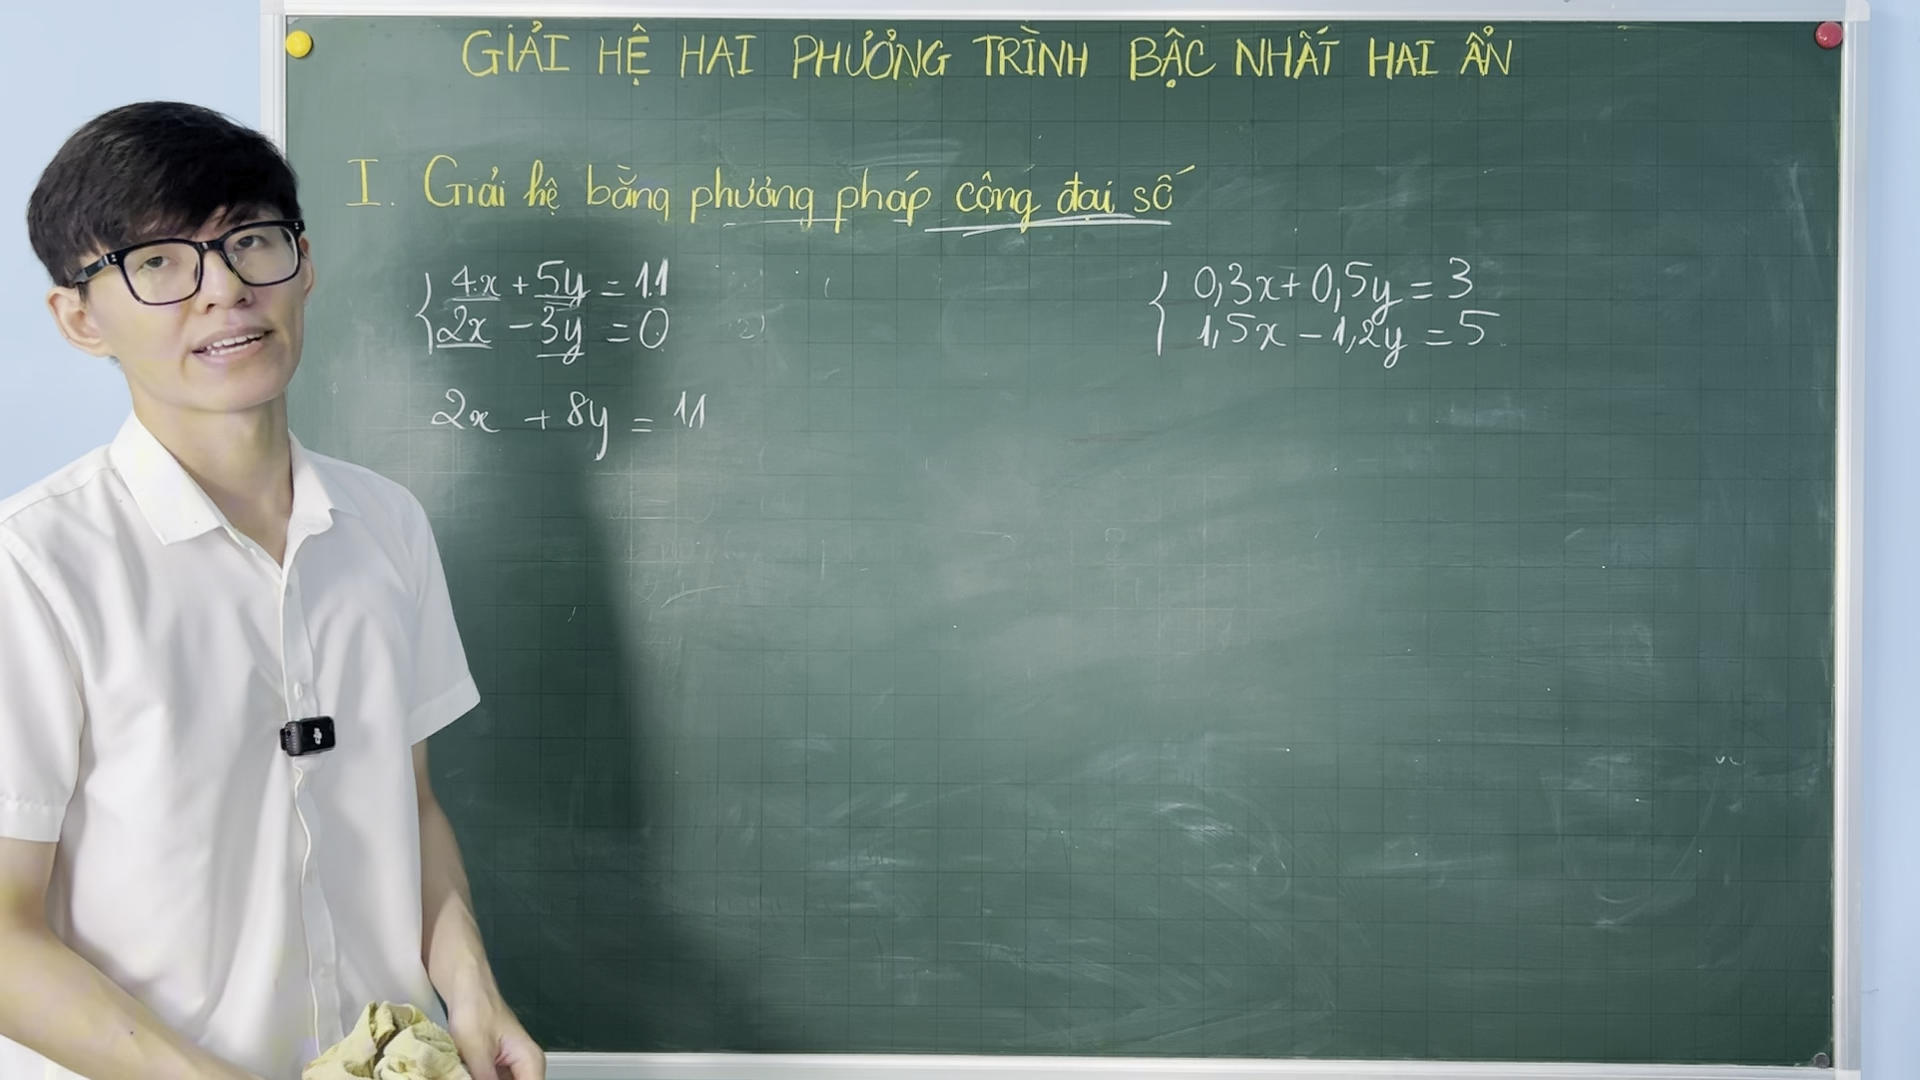 GIẢI HỆ HAI PHƯƠNG TRÌNH BẬC NHẤT HAI ẨN
I. Giải hệ bằng phương pháp cộng đại số
4x + 5y = 11
2x - 3y = 0
2x + 8y = 11
0,3x + 0,5y = 3
1,5x - 1,2y = 5